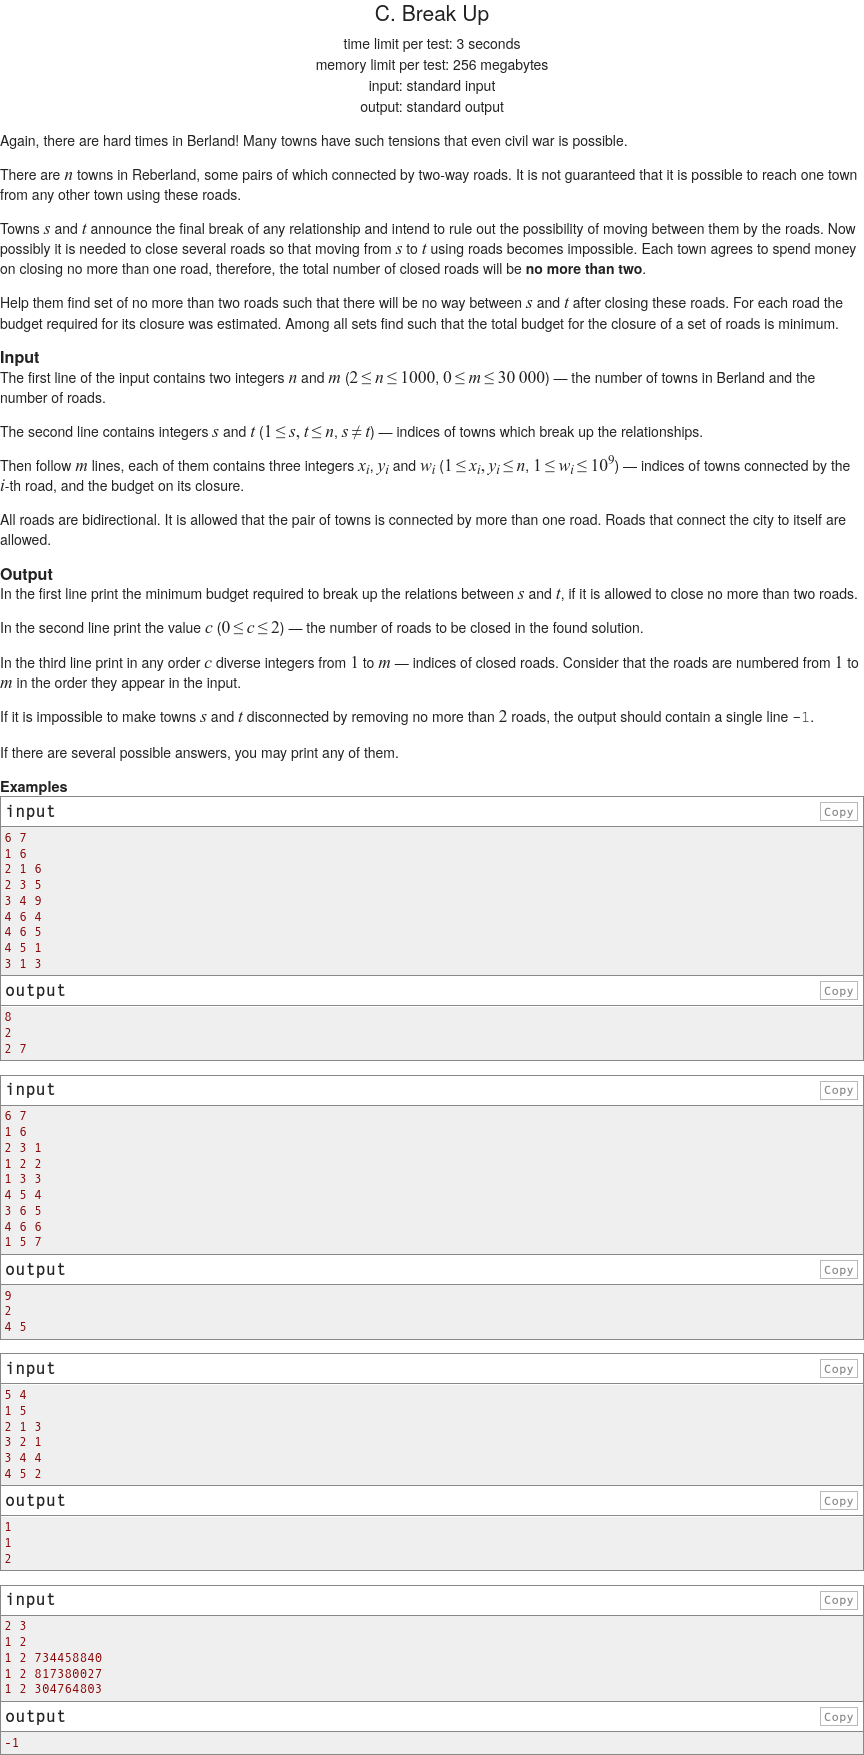 C. Break Up
time limit per test: 3 seconds
memory limit per test: 256 megabytes
input: standard input
output: standard output
Again, there are hard times in Berland! Many towns have such tensions that even civil war is possible.
There are n towns in Reberland, some pairs of which connected by two-way roads. It is not guaranteed that it is possible to reach one town
from any other town using these roads.
Towns s and t announce the final break of any relationship and intend to rule out the possibility of moving between them by the roads. Now
possibly it is needed to close several roads so that moving from s to t using roads becomes impossible. Each town agrees to spend money
on closing no more than one road, therefore, the total number of closed roads will be no more than two.
Help them find set of no more than two roads such that there will be no way between s and t after closing these roads. For each road the
budget required for its closure was estimated. Among all sets find such that the total budget for the closure of a set of roads is minimum.
Input
The first line of the input contains two integers n and m (2 ≤ n ≤ 1000, 0 ≤ m ≤ 30 000) — the number of towns in Berland and the
number of roads.
The second line contains integers s and t (1 ≤ s, t ≤ n, s ≠ t) — indices of towns which break up the relationships.
Then follow m lines, each of them contains three integers xi, yi and wi (1 ≤ xi, yi ≤ n, 1 ≤ wi ≤ 10^9) — indices of towns connected by the
i-th road, and the budget on its closure.
All roads are bidirectional. It is allowed that the pair of towns is connected by more than one road. Roads that connect the city to itself are
allowed.
Output
In the first line print the minimum budget required to break up the relations between s and t, if it is allowed to close no more than two roads.
In the second line print the value c (0 ≤ c ≤ 2) — the number of roads to be closed in the found solution.
In the third line print in any order c diverse integers from 1 to m — indices of closed roads. Consider that the roads are numbered from 1 to
m in the order they appear in the input.
If it is impossible to make towns s and t disconnected by removing no more than 2 roads, the output should contain a single line -1.
If there are several possible answers, you may print any of them.
Examples
input
Copy
6 7
1 6
2 1 6
2 3 5
3 4 9
4 6 4
4 6 5
4 5 1
3 1 3
output
Copy
8
2
2 7
input
Copy
6 7
1 6
2 3 1
1 2 2
1 3 3
4 5 4
3 6 5
4 6 6
1 5 7
output
Copy
9
2
4 5
input
Copy
5 4
1 5
2 1 3
3 2 1
3 4 4
4 5 2
output
Copy
1
1
2
input
Copy
2 3
1 2
1 2 734458840
1 2 817380027
1 2 304764803
output
Copy
-1